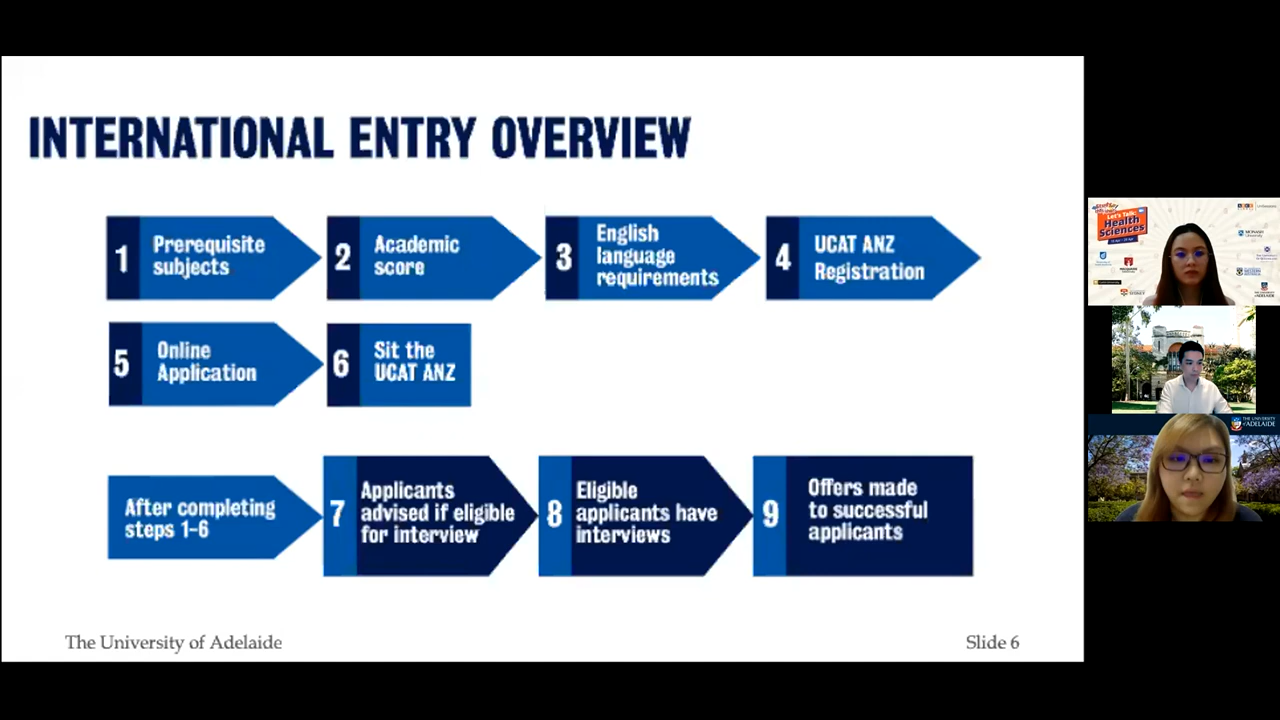 INTERNATIONAL ENTRY OVERVIEW
1
Prerequisite
subjects
2
Academic
score
3
English
language
requirements
4
UCAT ANZ
Registration
5
Online
Application
6
Sit the
UCAT ANZ
After completing
steps 1-6
7
Applicants
advised if eligible
for interview
8
Eligible
applicants have
interviews
9
Offers made
to successful
applicants
The University of Adelaide
Slide 6
Let's Talk
Health
Sciences
THE UNIVERSITY
of ADELAIDE